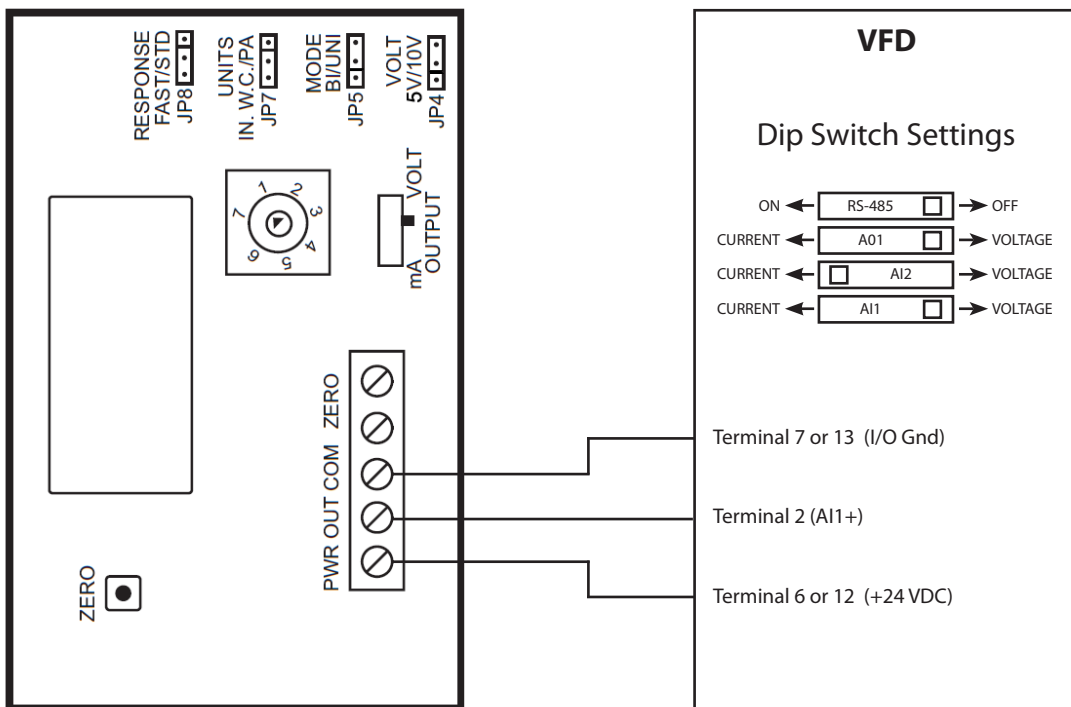 RESPONSE
FAST/STD
JP8
UNITS
IN. W.C./PA
JP7
MODE
BI/UNI
JP5
VOLT
5V/10V
JP4
1
2
3
4
5
6
7
mA VOLT
OUTPUT
PWR OUT COM ZERO
ZERO
VFD
Dip Switch Settings
ON RS-485 OFF
CURRENT A01 VOLTAGE
CURRENT AI2 VOLTAGE
CURRENT AI1 VOLTAGE
Terminal 7 or 13 (I/O Gnd)
Terminal 2 (AI1+)
Terminal 6 or 12 (+24 VDC)